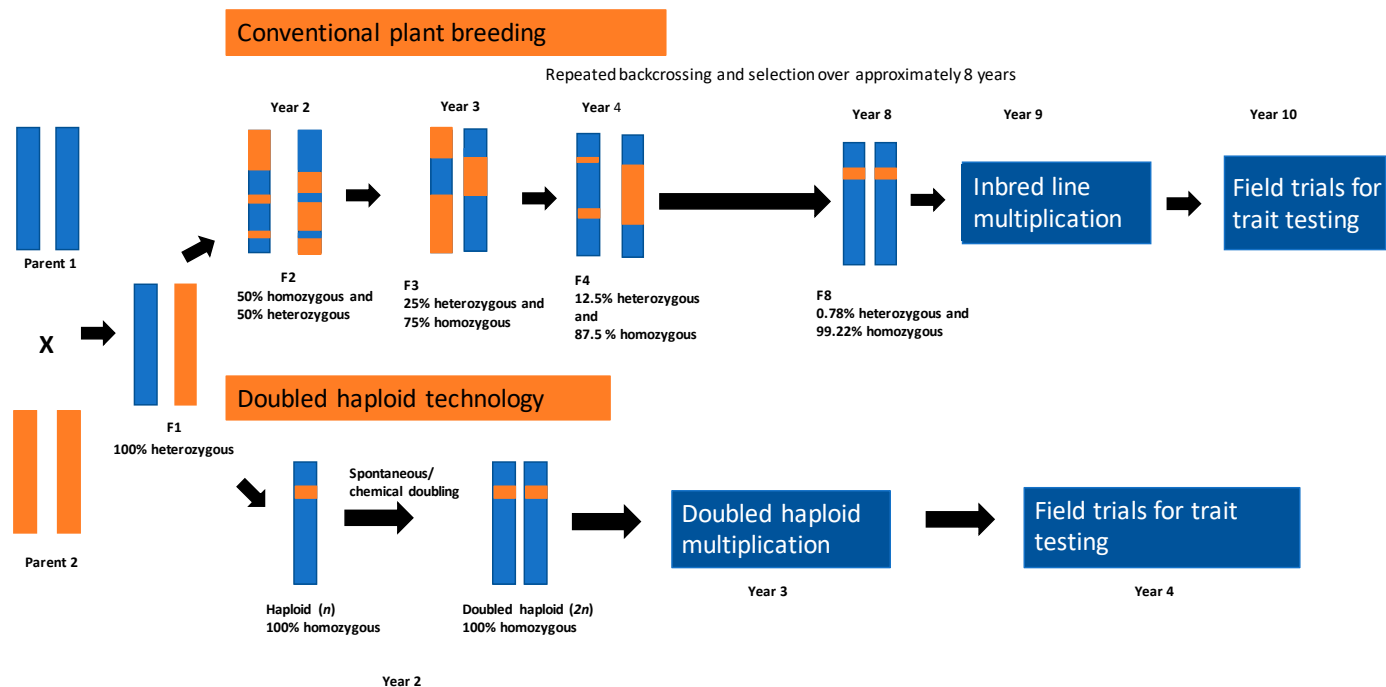 Conventional plant breeding
Repeated backcrossing and selection over approximately 8 years
Year 2
Year 3
Year 4
Year 8
Year 9
Year 10
Parent 1
X
Parent 2
F1
100% heterozygous
F2
50% homozygous and
50% heterozygous
F3
25% heterozygous and
75% homozygous
F4
12.5% heterozygous
and
87.5 % homozygous
F8
0.78% heterozygous and
99.22% homozygous
Inbred line
multiplication
Field trials for
trait testing
Doubled haploid technology
Spontaneous/
chemical doubling
Haploid (n)
100% homozygous
Doubled haploid (2n)
100% homozygous
Year 2
Doubled haploid
multiplication
Year 3
Field trials for trait
testing
Year 4